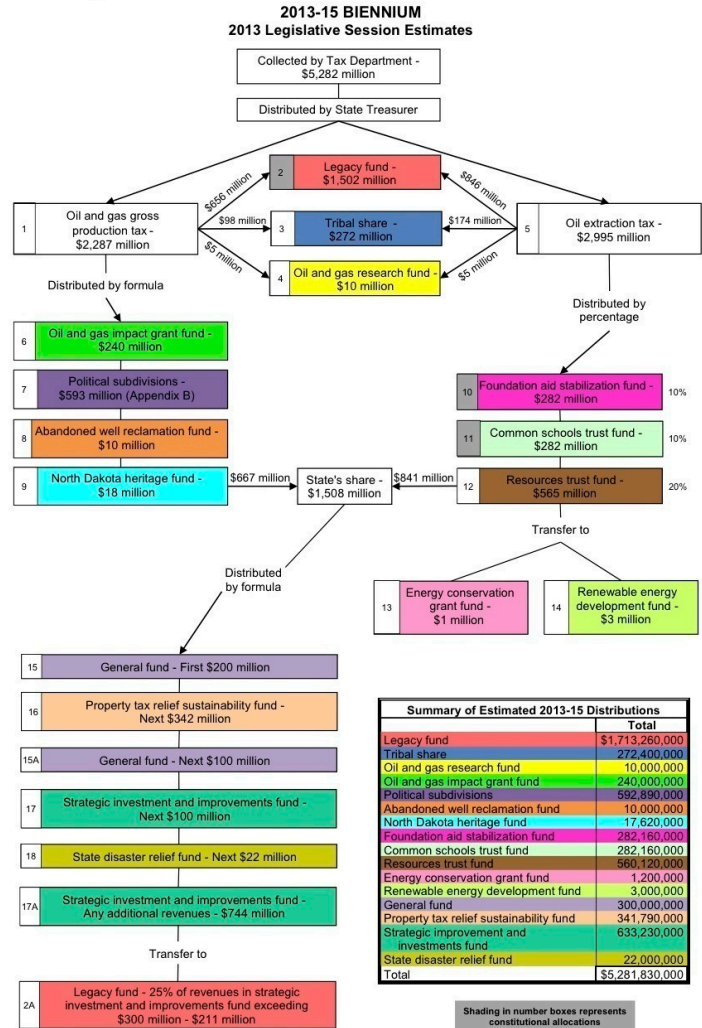 2013-15 BIENNIUM
2013 Legislative Session Estimates
Collected by Tax Department -
$5,282 million
Distributed by State Treasurer
2
Legacy fund -
$1,502 million
$656 million
$846 million
1
Oil and gas gross
production tax -
$2,287 million
$98 million
3
Tribal share -
$272 million
$174 million
5
Oil extraction tax -
$2,995 million
$5 million
4
Oil and gas research fund -
$10 million
$5 million
Distributed by formula
Distributed by
percentage
6
Oil and gas impact grant fund -
$240 million
7
Political subdivisions -
$593 million (Appendix B)
8
Abandoned well reclamation fund -
$10 million
9
North Dakota heritage fund -
$18 million
10
Foundation aid stabilization fund -
$282 million
10%
11
Common schools trust fund -
$282 million
10%
$667 million
State's share -
$1,508 million
$841 million
12
Resources trust fund -
$565 million
20%
Transfer to
13
Energy conservation
grant fund -
$1 million
14
Renewable energy
development fund -
$3 million
Distributed
by formula
15
General fund - First $200 million
16
Property tax relief sustainability fund -
Next $342 million
15A
General fund - Next $100 million
17
Strategic investment and improvements fund -
Next $100 million
18
State disaster relief fund - Next $22 million
17A
Strategic investment and improvements fund -
Any additional revenues - $744 million
Transfer to
2A
Legacy fund - 25% of revenues in strategic
investment and improvements fund exceeding
$300 million - $211 million
Summary of Estimated 2013-15 Distributions
Total
Legacy fund $1,713,260,000
Tribal share 272,400,000
Oil and gas research fund 10,000,000
Oil and gas impact grant fund 240,000,000
Political subdivisions 592,890,000
Abandoned well reclamation fund 10,000,000
North Dakota heritage fund 17,620,000
Foundation aid stabilization fund 282,160,000
Common schools trust fund 282,160,000
Resources trust fund 560,120,000
Energy conservation grant fund 1,200,000
Renewable energy development fund 3,000,000
General fund 300,000,000
Property tax relief sustainability fund 341,790,000
Strategic improvement and
investments fund 633,230,000
State disaster relief fund 22,000,000
Total $5,281,830,000
Shading in number boxes represents
constitutional allocations